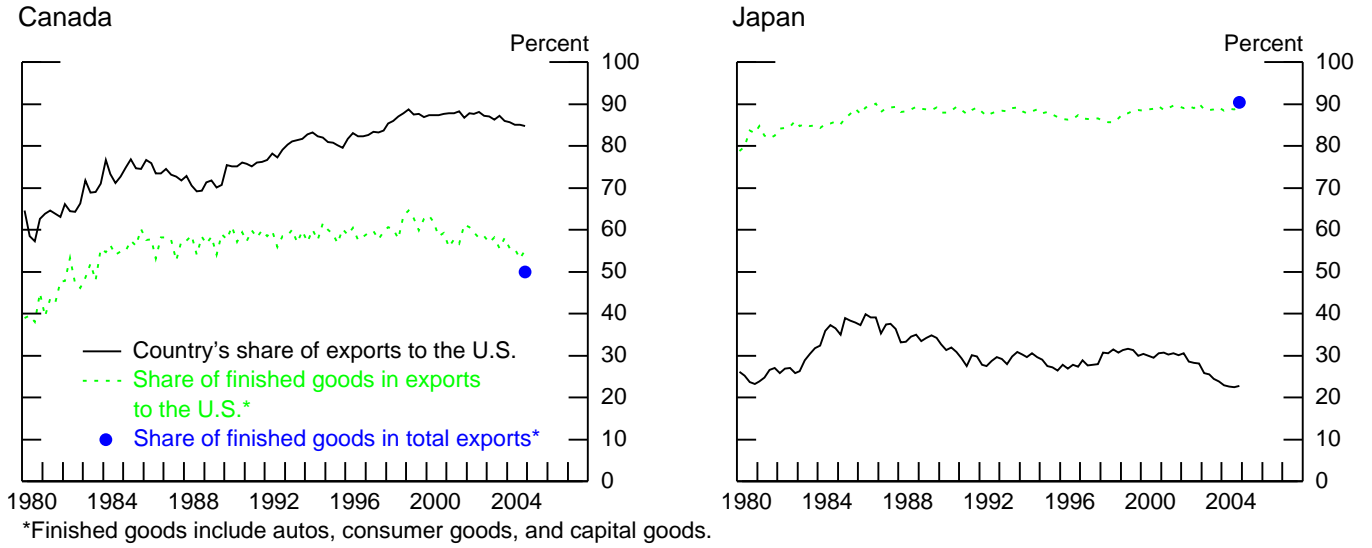 Canada
Percent
100
90
80
70
60
50
40
30
20
10
0
Country's share of exports to the U.S.
Share of finished goods in exports
to the U.S.*
Share of finished goods in total exports*
1980 1984 1988 1992 1996 2000 2004
Japan
Percent
100
90
80
70
60
50
40
30
20
10
0
1980 1984 1988 1992 1996 2000 2004
*Finished goods include autos, consumer goods, and capital goods.